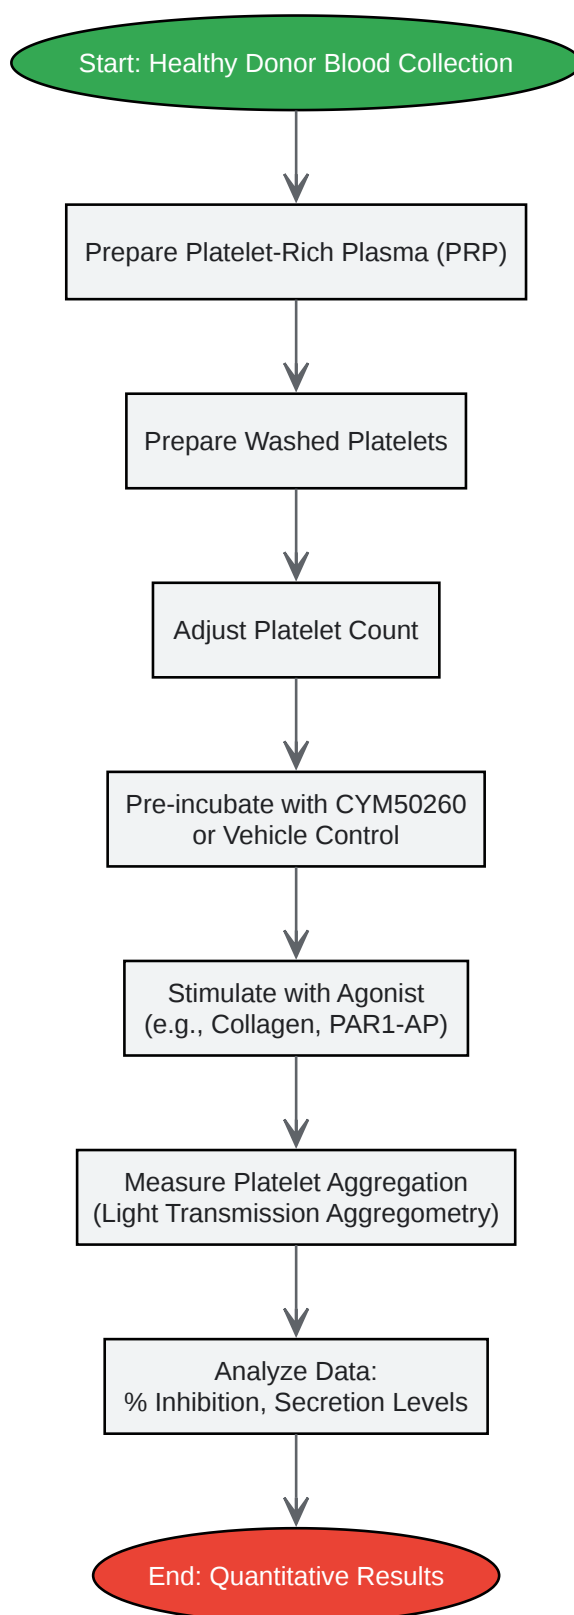 Start: Healthy Donor Blood Collection
Prepare Platelet-Rich Plasma (PRP)
Prepare Washed Platelets
Adjust Platelet Count
Pre-incubate with CYM50260
or Vehicle Control
Stimulate with Agonist
(e.g., Collagen, PAR1-AP)
Measure Platelet Aggregation
(Light Transmission Aggregometry)
Analyze Data:
% Inhibition, Secretion Levels
End: Quantitative Results